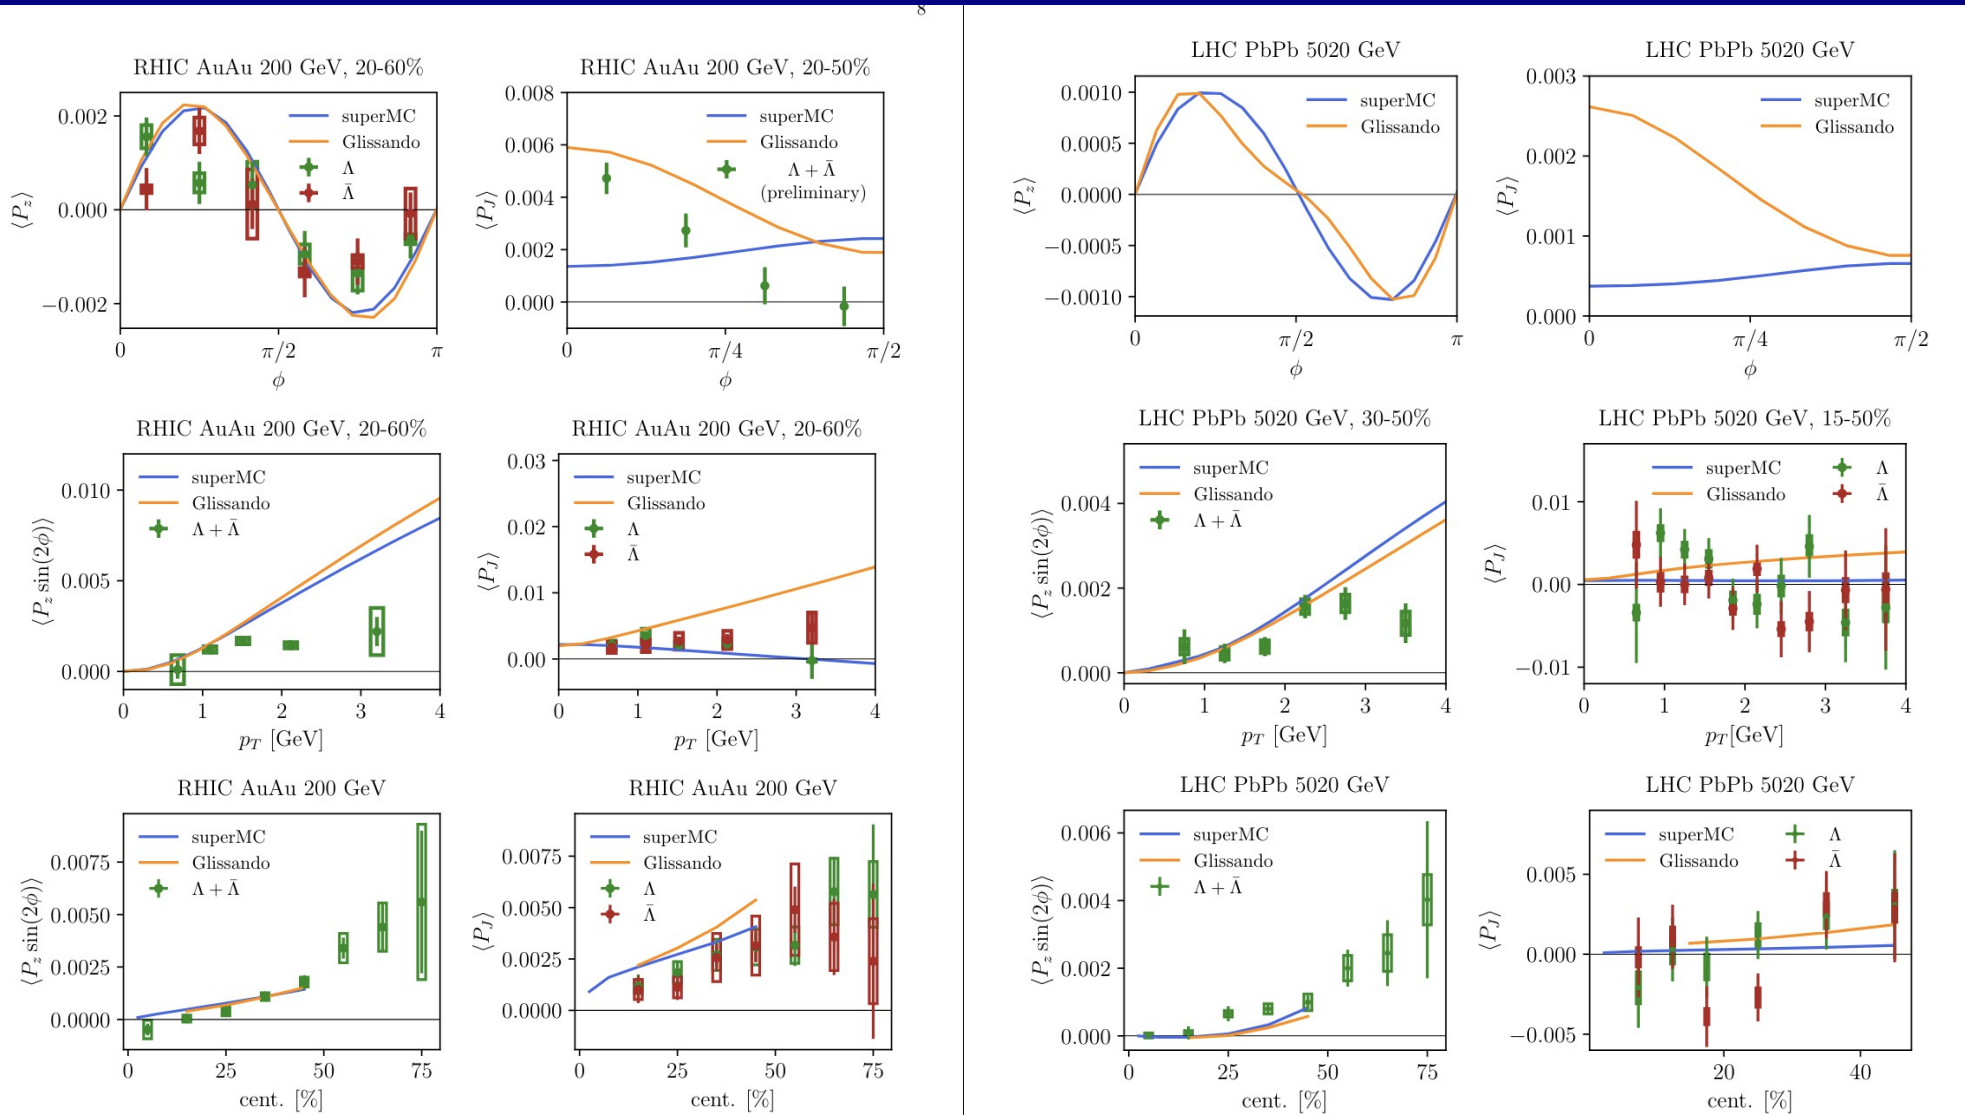 8
RHIC AuAu 200 GeV, 20-60%
0.002
0.000
−0.002
⟨P_z⟩
superMC
Glissando
Λ
Λ̄
0
π/2
π
ϕ
RHIC AuAu 200 GeV, 20-50%
0.008
0.006
0.004
0.002
0.000
⟨P_J⟩
superMC
Glissando
Λ + Λ̄
(preliminary)
0
π/4
π/2
ϕ
RHIC AuAu 200 GeV, 20-60%
0.010
0.005
0.000
⟨P_z sin(2ϕ)⟩
superMC
Glissando
Λ + Λ̄
0 1 2 3 4
p_T [GeV]
RHIC AuAu 200 GeV, 20-60%
0.03
0.02
0.01
0.00
⟨P_J⟩
superMC
Glissando
Λ
Λ̄
0 1 2 3 4
p_T [GeV]
RHIC AuAu 200 GeV
0.0075
0.0050
0.0025
0.0000
⟨P_z sin(2ϕ)⟩
superMC
Glissando
Λ + Λ̄
0 25 50 75
cent. [%]
RHIC AuAu 200 GeV
0.0075
0.0050
0.0025
0.0000
⟨P_J⟩
superMC
Glissando
Λ
Λ̄
0 25 50 75
cent. [%]
LHC PbPb 5020 GeV
0.0010
0.0005
0.0000
−0.0005
−0.0010
⟨P_z⟩
superMC
Glissando
0
π/2
π
ϕ
LHC PbPb 5020 GeV
0.003
0.002
0.001
0.000
⟨P_J⟩
superMC
Glissando
0
π/4
π/2
ϕ
LHC PbPb 5020 GeV, 30-50%
0.004
0.002
0.000
⟨P_z sin(2ϕ)⟩
superMC
Glissando
Λ + Λ̄
0 1 2 3 4
p_T [GeV]
LHC PbPb 5020 GeV, 15-50%
0.01
0.00
−0.01
⟨P_J⟩
superMC
Glissando
Λ
Λ̄
0 1 2 3 4
p_T[GeV]
LHC PbPb 5020 GeV
0.006
0.004
0.002
0.000
⟨P_z sin(2ϕ)⟩
superMC
Glissando
Λ + Λ̄
0 25 50 75
cent. [%]
LHC PbPb 5020 GeV
0.005
0.000
−0.005
⟨P_J⟩
superMC
Glissando
Λ
Λ̄
20 40
cent. [%]